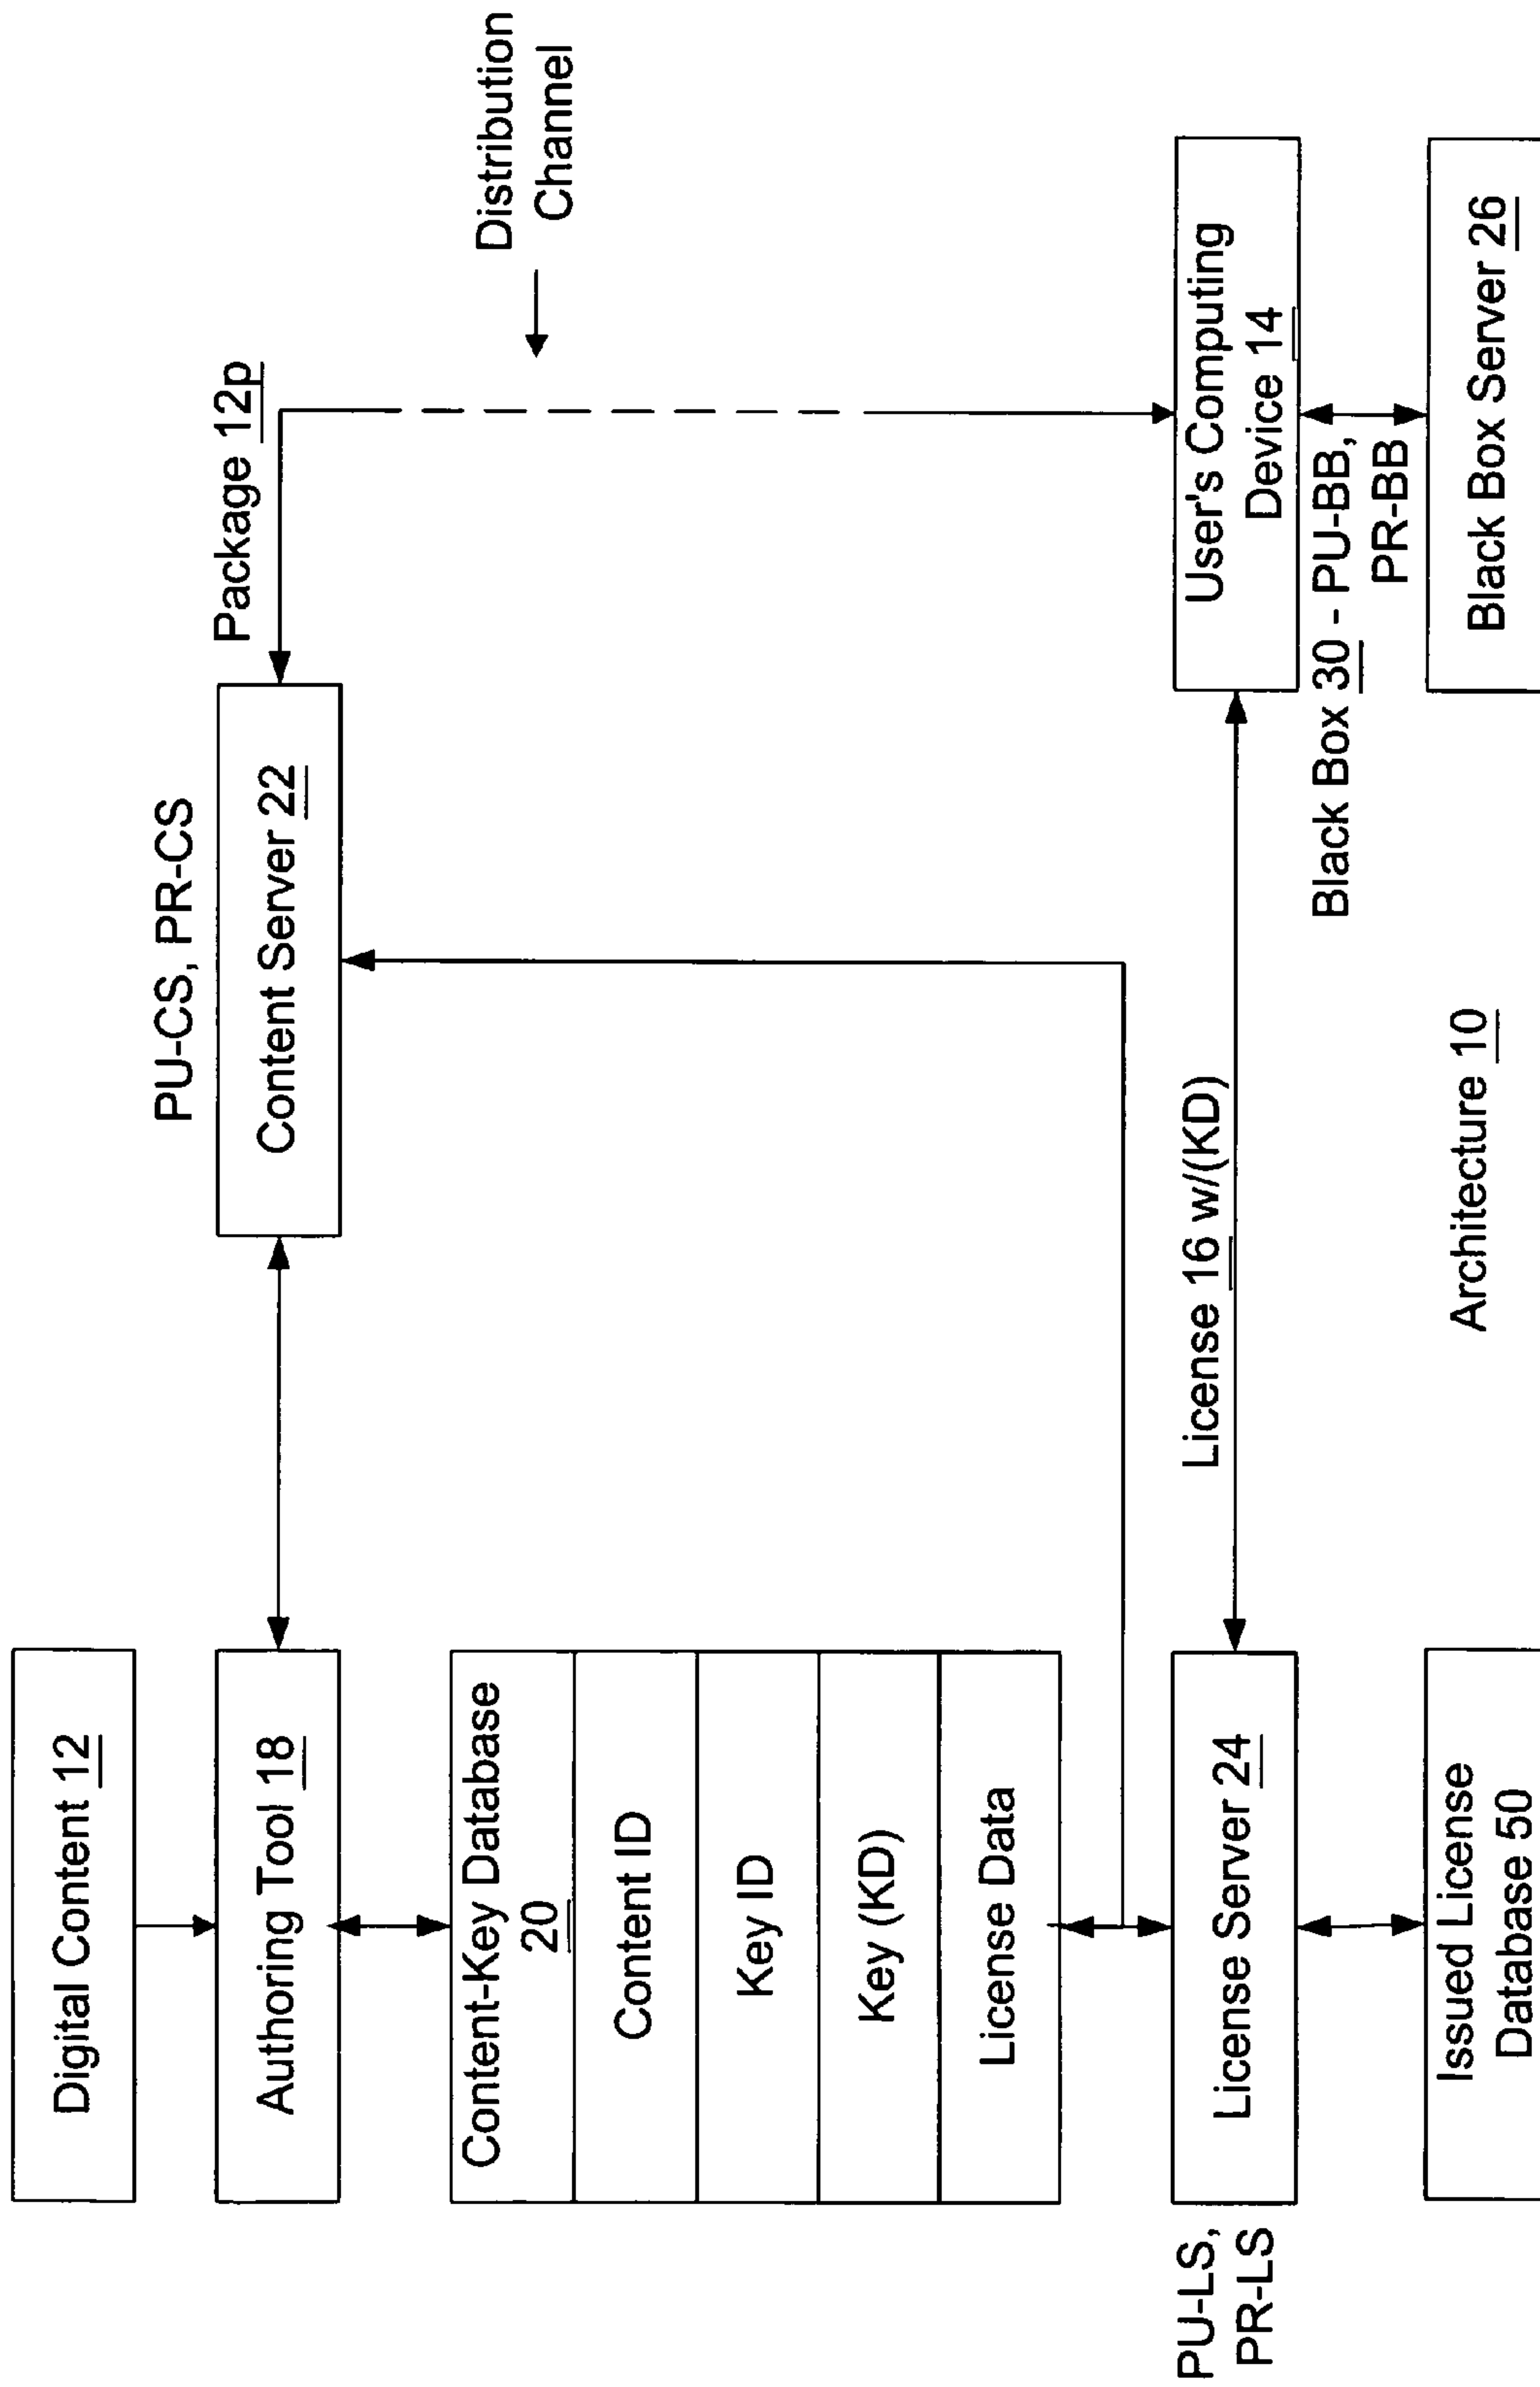 Digital Content 12
Authoring Tool 18
Content-Key Database
20
Content ID
Key ID
Key (KD)
License Data
PU-LS,
PR-LS
License Server 24
Issued License
Database 50
PU-CS, PR-CS
Content Server 22
Package 12p
Distribution
Channel
License 16 w/(KD)
User's Computing
Device 14
Black Box 30 - PU-BB,
PR-BB
Black Box Server 26
Architecture 10